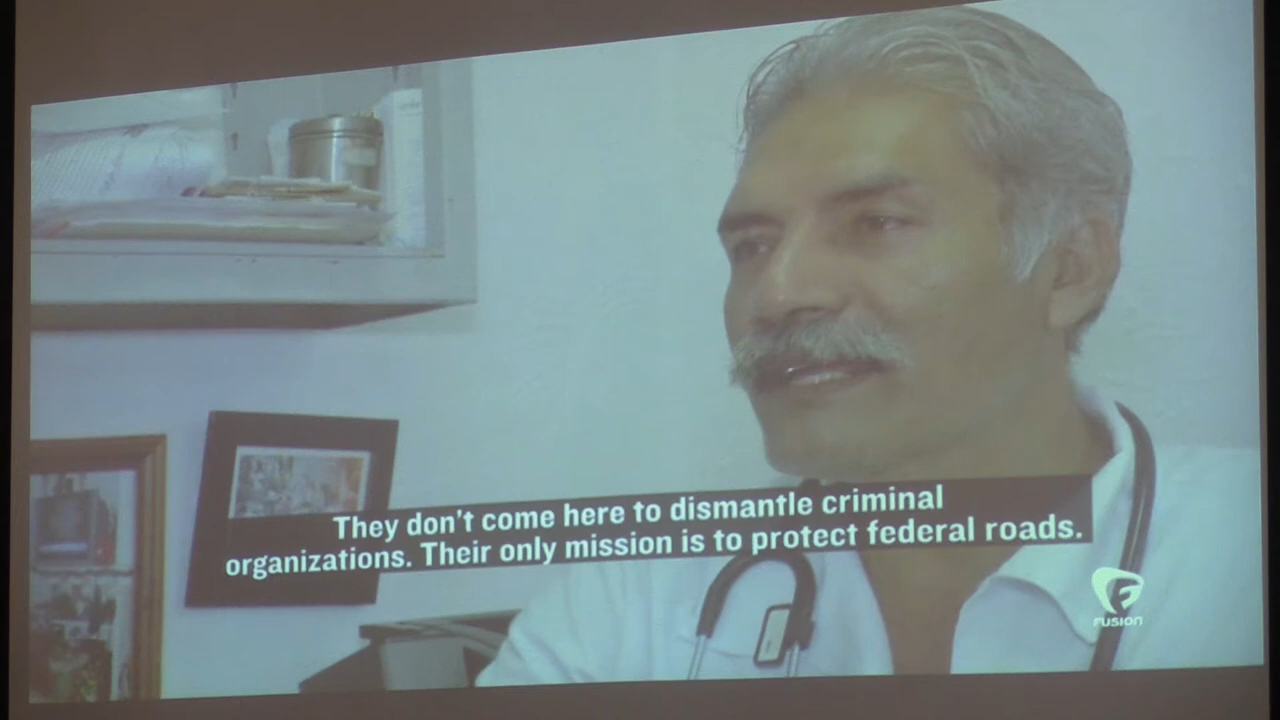 They don't come here to dismantle criminal
organizations. Their only mission is to protect federal roads.
FUSION